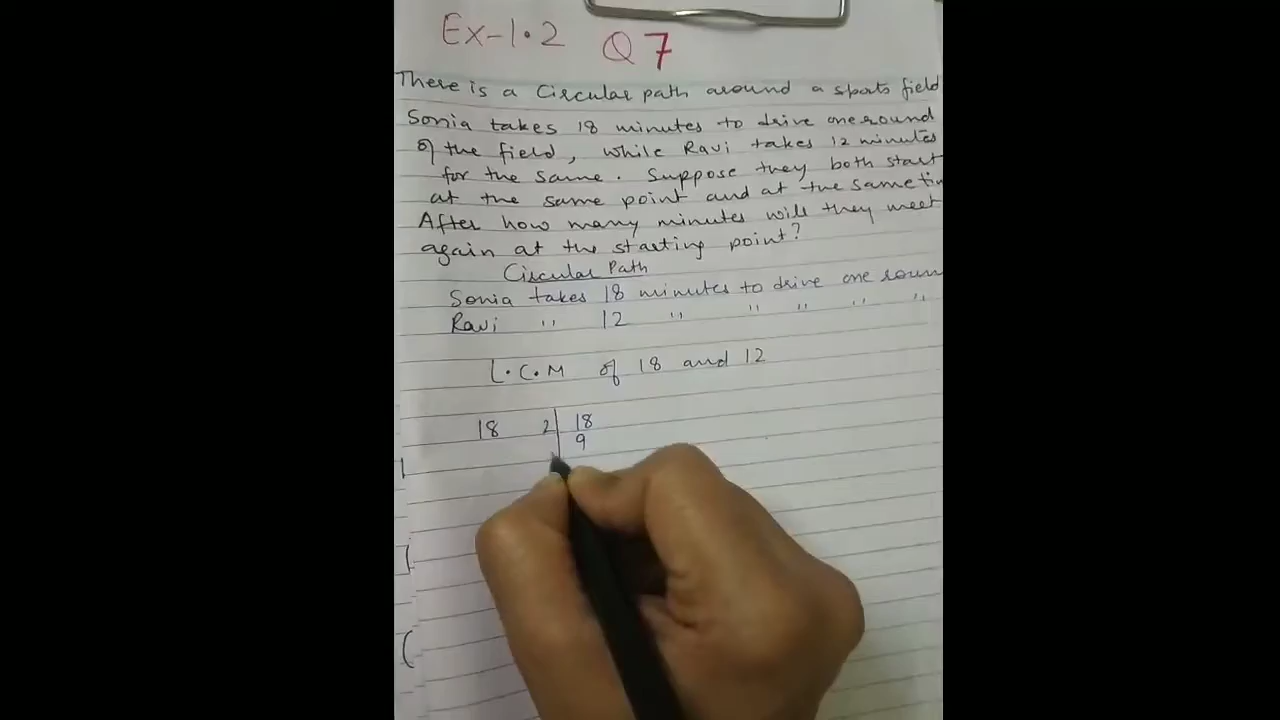 Ex-1.2 Q7
There is a Circular path around a sports field
Sonia takes 18 minutes to drive one round
of the field, while Ravi takes 12 minutes
for the same. Suppose they both start
at the same point and at the same tim
After how many minutes will they meet
again at the starting point?
Circular Path
Sonia takes 18 minutes to drive one roun
Ravi " 12 " " " " "
L.C.M of 18 and 12
18 2 18
9